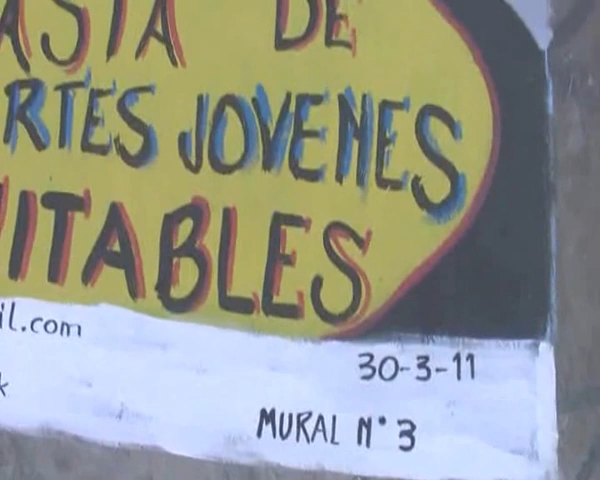 ASTA DE
RTES JOVENES
ITABLES
il.com
30-3-11
k
MURAL N° 3